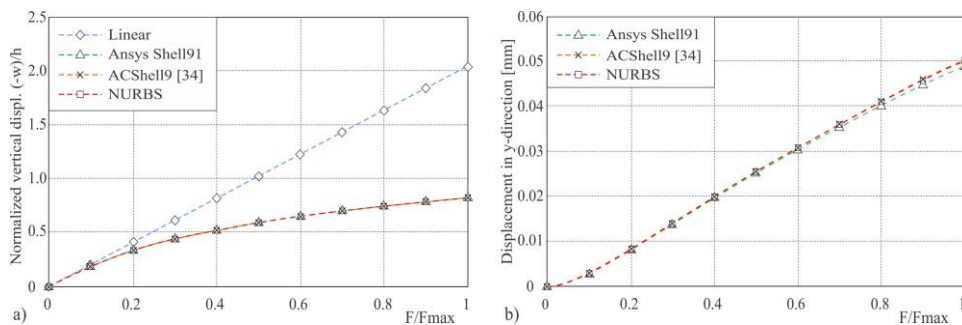 Normalized vertical displ. (-w)/h
2.5
2.0
1.5
1.0
0.5
0
Linear
Ansys Shell91
ACShell9 [34]
NURBS
0 0.2 0.4 0.6 0.8 1
a) F/Fmax
Displacement in y-direction [mm]
0.06
0.05
0.04
0.03
0.02
0.01
0
Ansys Shell91
ACShell9 [34]
NURBS
0 0.2 0.4 0.6 0.8 1
b) F/Fmax